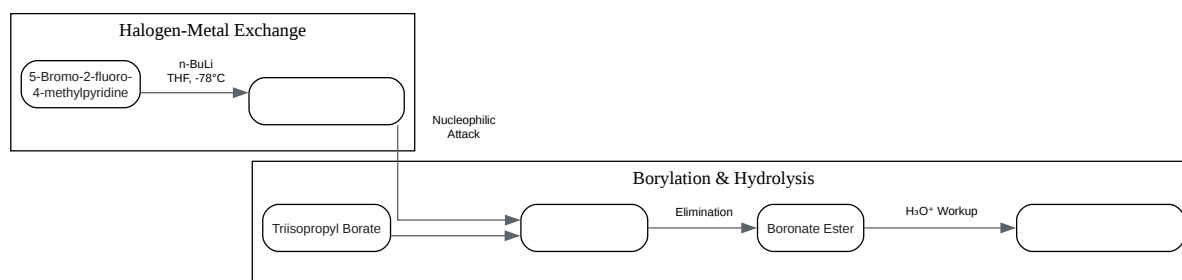 Halogen-Metal Exchange
5-Bromo-2-fluoro-
4-methylpyridine
n-BuLi
THF, -78°C
Nucleophilic
Attack
Borylation & Hydrolysis
Triisopropyl Borate
Elimination
Boronate Ester
H₃O⁺ Workup